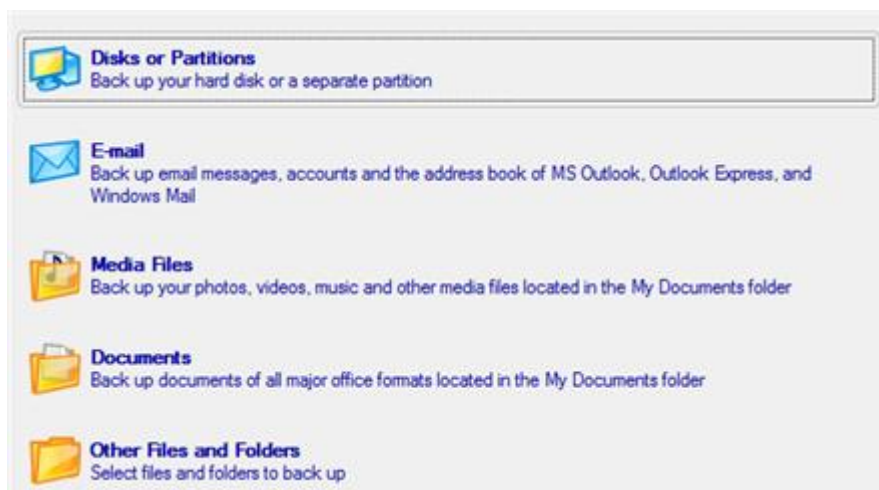 Disks or Partitions
Back up your hard disk or a separate partition
E-mail
Back up email messages, accounts and the address book of MS Outlook, Outlook Express, and
Windows Mail
Media Files
Back up your photos, videos, music and other media files located in the My Documents folder
Documents
Back up documents of all major office formats located in the My Documents folder
Other Files and Folders
Select files and folders to back up